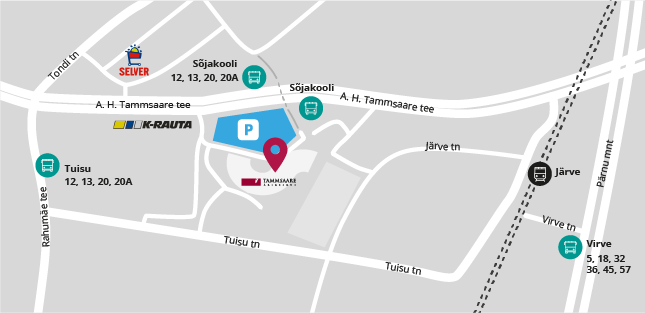 Tondi tn
SELVER
Sõjakooli
12, 13, 20, 20A
Sõjakooli
A. H. Tammsaare tee
A. H. Tammsaare tee
K-RAUTA
P
Järve tn
Pärnu mnt
Tuisu
12, 13, 20, 20A
TAMMSAARE
ÄRIKESKUS
Järve
Rahumäe tee
Virve tn
Tuisu tn
Virve
5, 18, 32
36, 45, 57
Tuisu tn